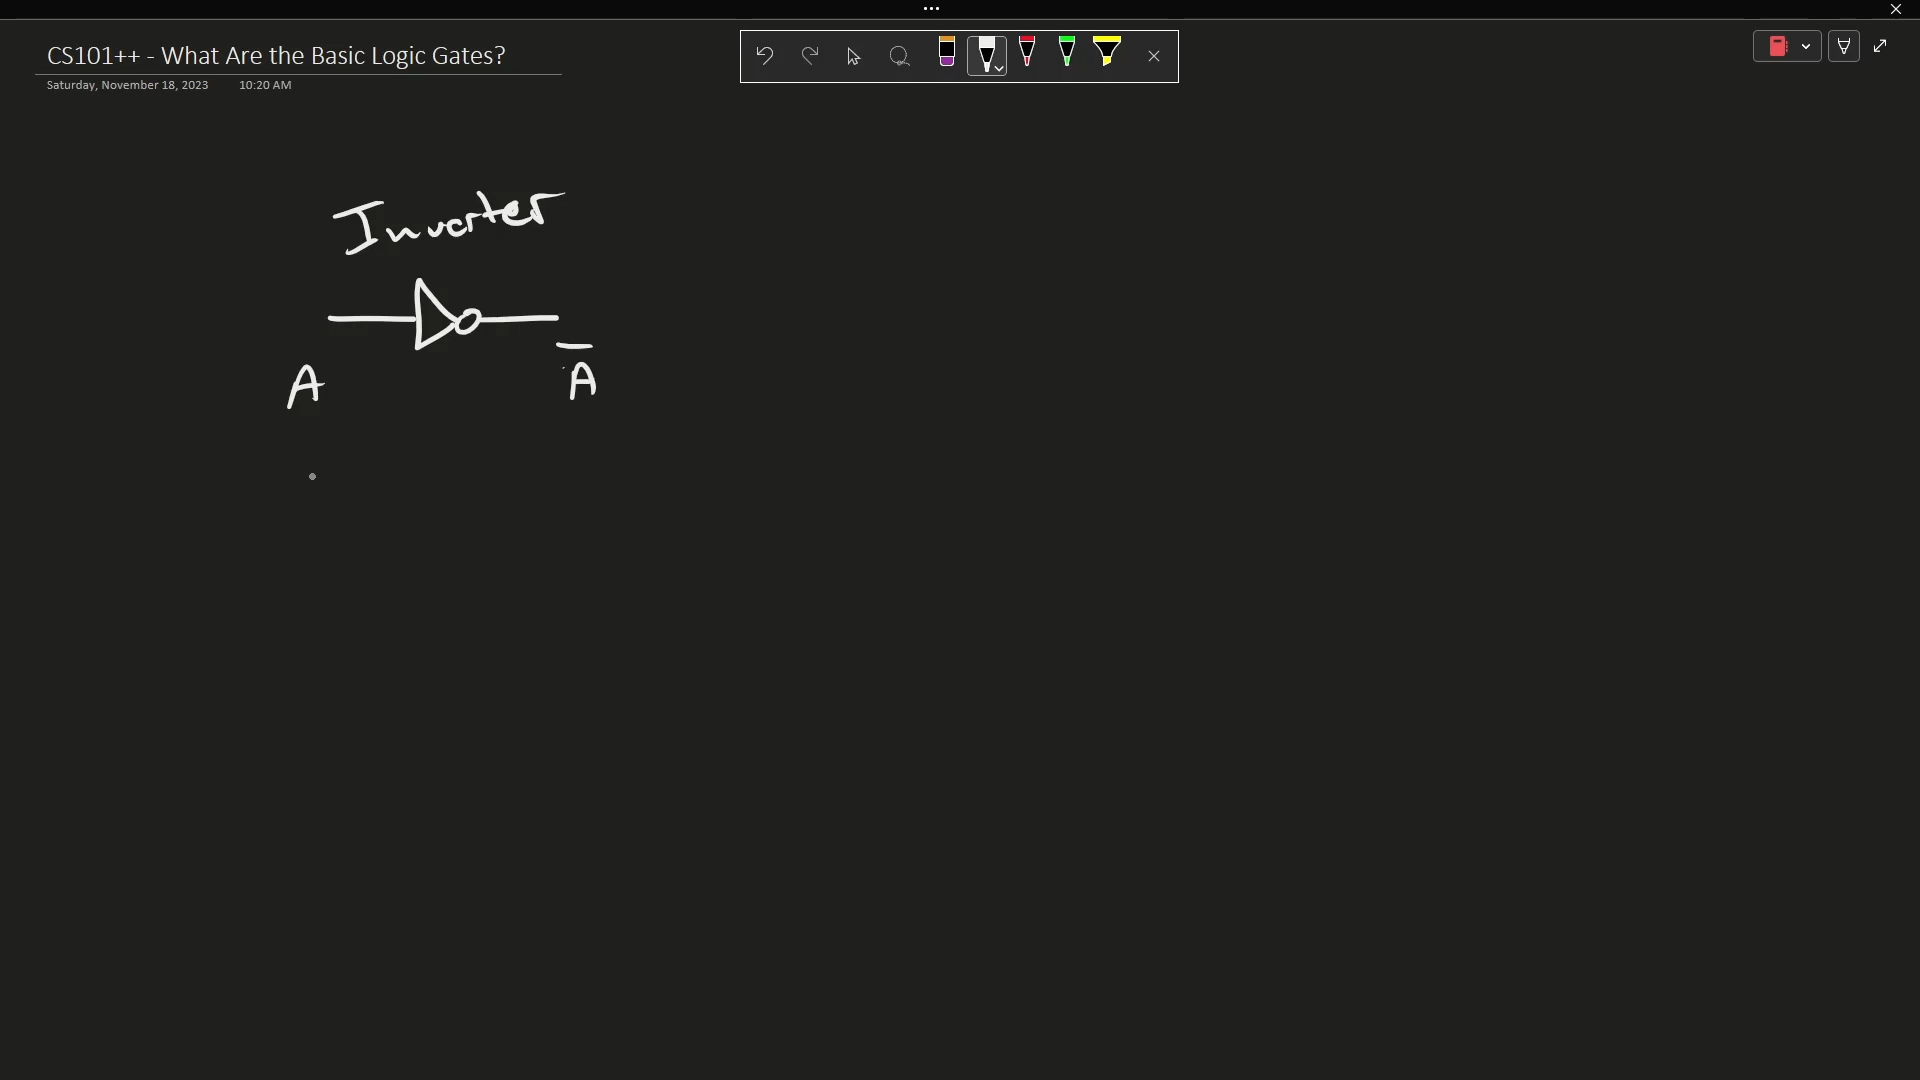 CS101++ - What Are the Basic Logic Gates?
Saturday, November 18, 2023 10:20 AM
Inverter
A Ā